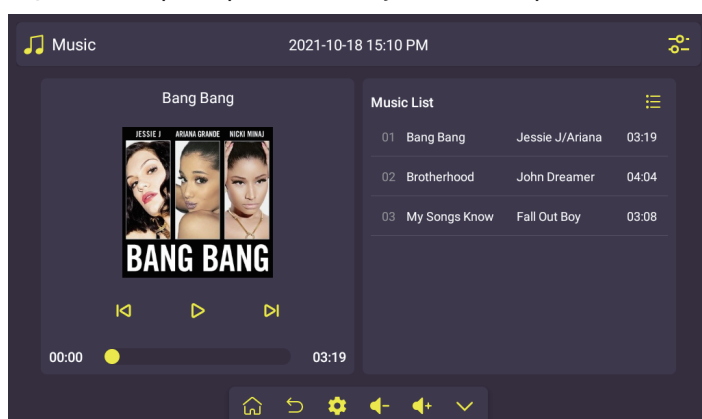 Music
2021-10-18 15:10 PM
Bang Bang
JESSIE J ARIANA GRANDE NICKI MINAJ
BANG BANG
00:00 03:19
Music List
01 Bang Bang Jessie J/Ariana 03:19
02 Brotherhood John Dreamer 04:04
03 My Songs Know Fall Out Boy 03:08